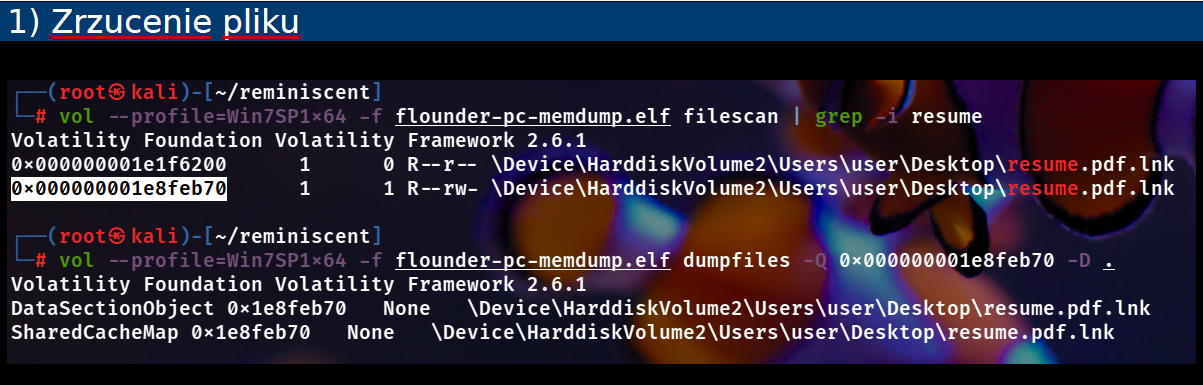 1) Zrzucenie pliku
┌──(root㉿kali)-[~/reminiscent]
└─# vol --profile=Win7SP1x64 -f flounder-pc-memdump.elf filescan | grep -i resume
Volatility Foundation Volatility Framework 2.6.1
0×000000001e1f6200      1      0 R--r-- \Device\HarddiskVolume2\Users\user\Desktop\resume.pdf.lnk
0×000000001e8feb70      1      1 R--rw- \Device\HarddiskVolume2\Users\user\Desktop\resume.pdf.lnk
┌──(root㉿kali)-[~/reminiscent]
└─# vol --profile=Win7SP1x64 -f flounder-pc-memdump.elf dumpfiles -Q 0×000000001e8feb70 -D .
Volatility Foundation Volatility Framework 2.6.1
DataSectionObject 0×1e8feb70   None   \Device\HarddiskVolume2\Users\user\Desktop\resume.pdf.lnk
SharedCacheMap 0×1e8feb70   None   \Device\HarddiskVolume2\Users\user\Desktop\resume.pdf.lnk